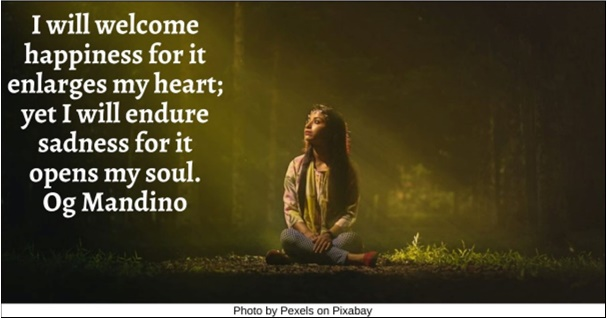 I will welcome
happiness for it
enlarges my heart;
yet I will endure
sadness for it
opens my soul.
Og Mandino
Photo by Pexels on Pixabay